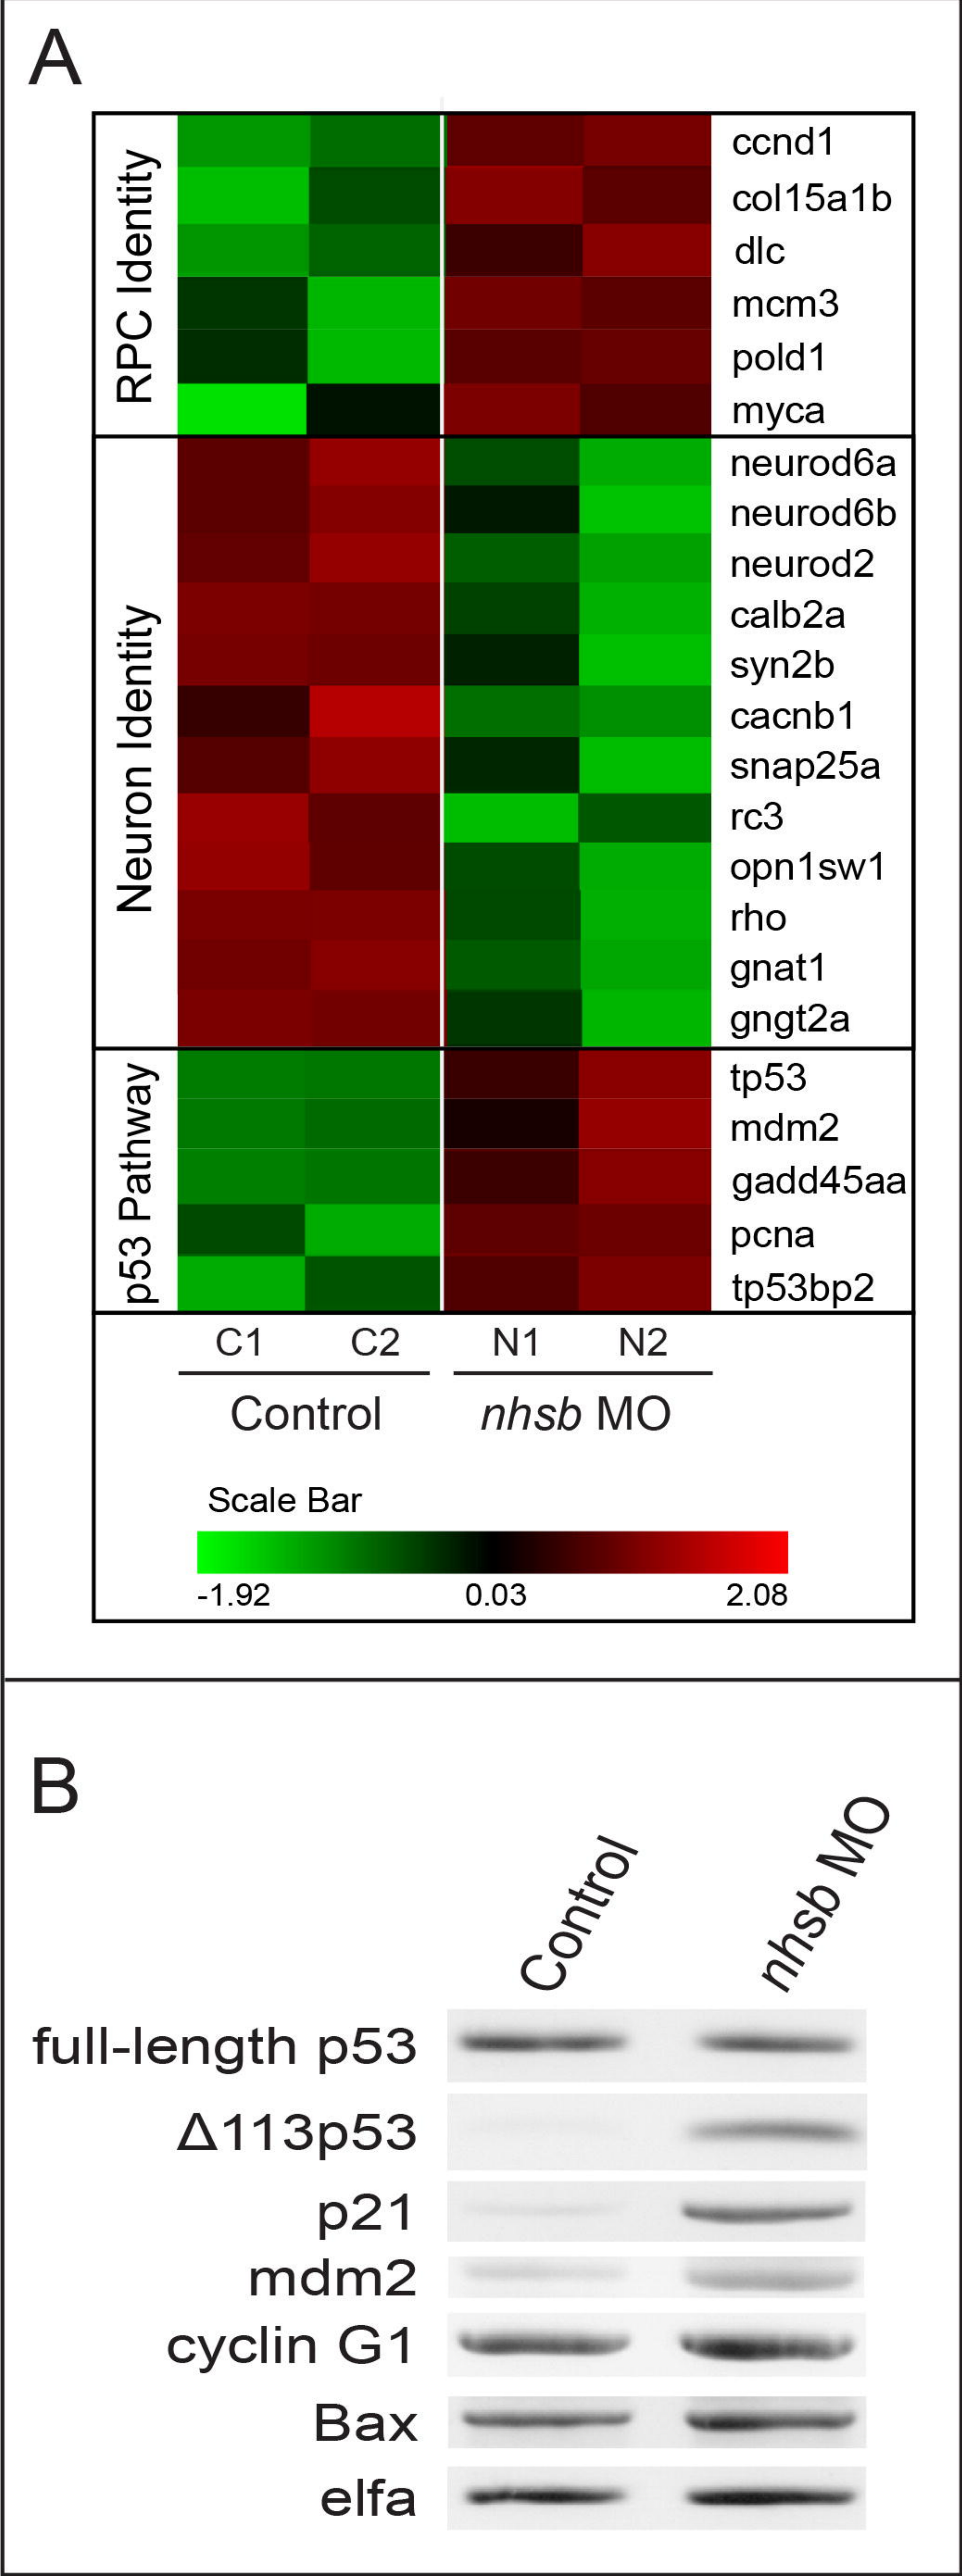 A
RPC Identity
ccnd1
col15a1b
dlc
mcm3
pold1
myca
Neuron Identity
neurod6a
neurod6b
neurod2
calb2a
syn2b
cacnb1
snap25a
rc3
opn1sw1
rho
gnat1
gngt2a
p53 Pathway
tp53
mdm2
gadd45aa
pcna
tp53bp2
C1 C2 N1 N2
Control nhsb MO
Scale Bar
-1.92 0.03 2.08
B
Control nhsb MO
full-length p53
Δ113p53
p21
mdm2
cyclin G1
Bax
elfa